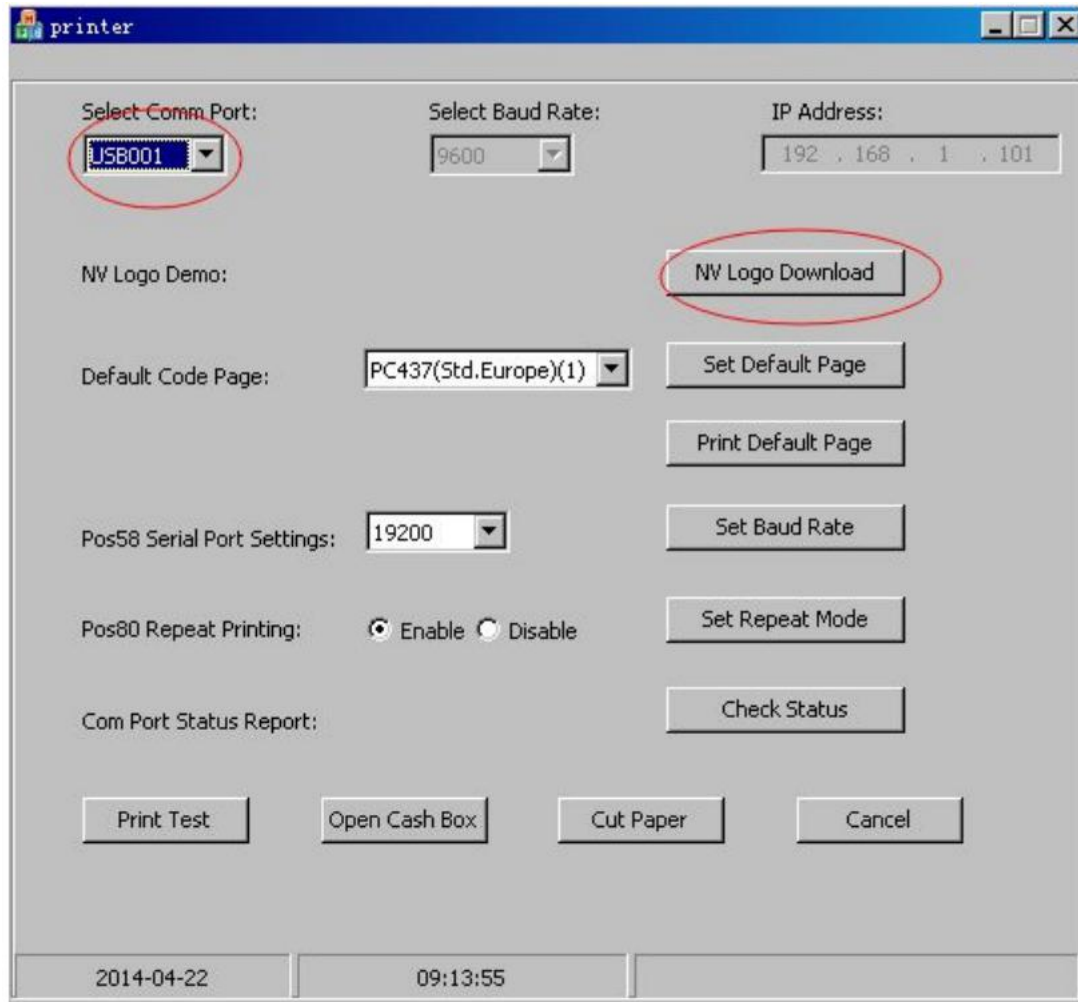 printer
Select Comm Port: Select Baud Rate: IP Address:
USB001 9600 192 . 168 . 1 . 101
NV Logo Demo: NV Logo Download
Default Code Page: PC437(Std.Europe)(1) Set Default Page
Print Default Page
Pos58 Serial Port Settings: 19200 Set Baud Rate
Pos80 Repeat Printing: Enable Disable Set Repeat Mode
Com Port Status Report: Check Status
Print Test Open Cash Box Cut Paper Cancel
2014-04-22 09:13:55